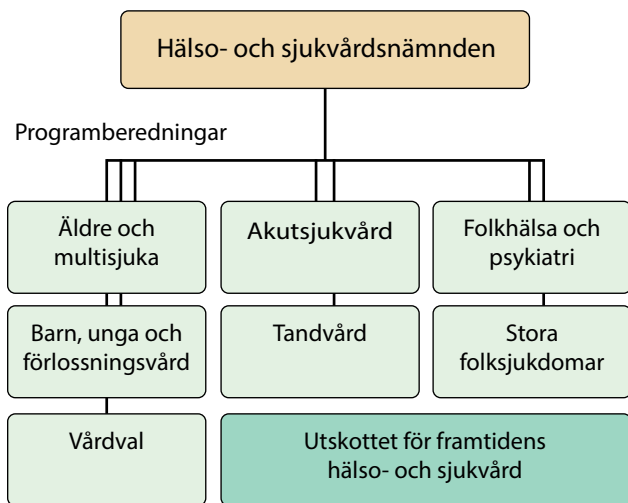 Hälso- och sjukvårdsnämnden
Programberedningar
Äldre och
multisjuka
Akutsjukvård
Folkhälsa och
psykiatri
Barn, unga och
förlossningsvård
Tandvård
Stora
folksjukdomar
Vårdval
Utskottet för framtidens
hälso- och sjukvård